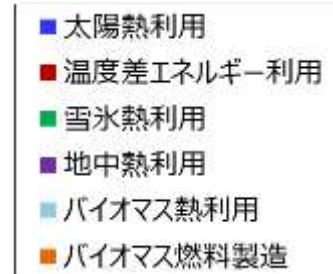 太陽熱利用
温度差エネルギー利用
雪氷熱利用
地中熱利用
バイオマス熱利用
バイオマス燃料製造